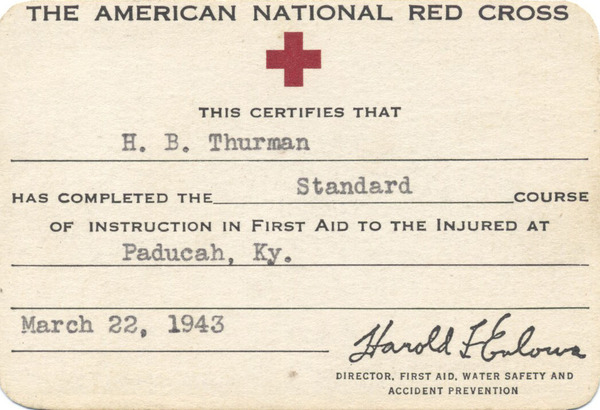 THE AMERICAN NATIONAL RED CROSS
THIS CERTIFIES THAT
H. B. Thurman
HAS COMPLETED THE Standard COURSE
OF INSTRUCTION IN FIRST AID TO THE INJURED AT
Paducah, Ky.
March 22, 1943
Harold F Enlows
DIRECTOR, FIRST AID, WATER SAFETY AND
ACCIDENT PREVENTION